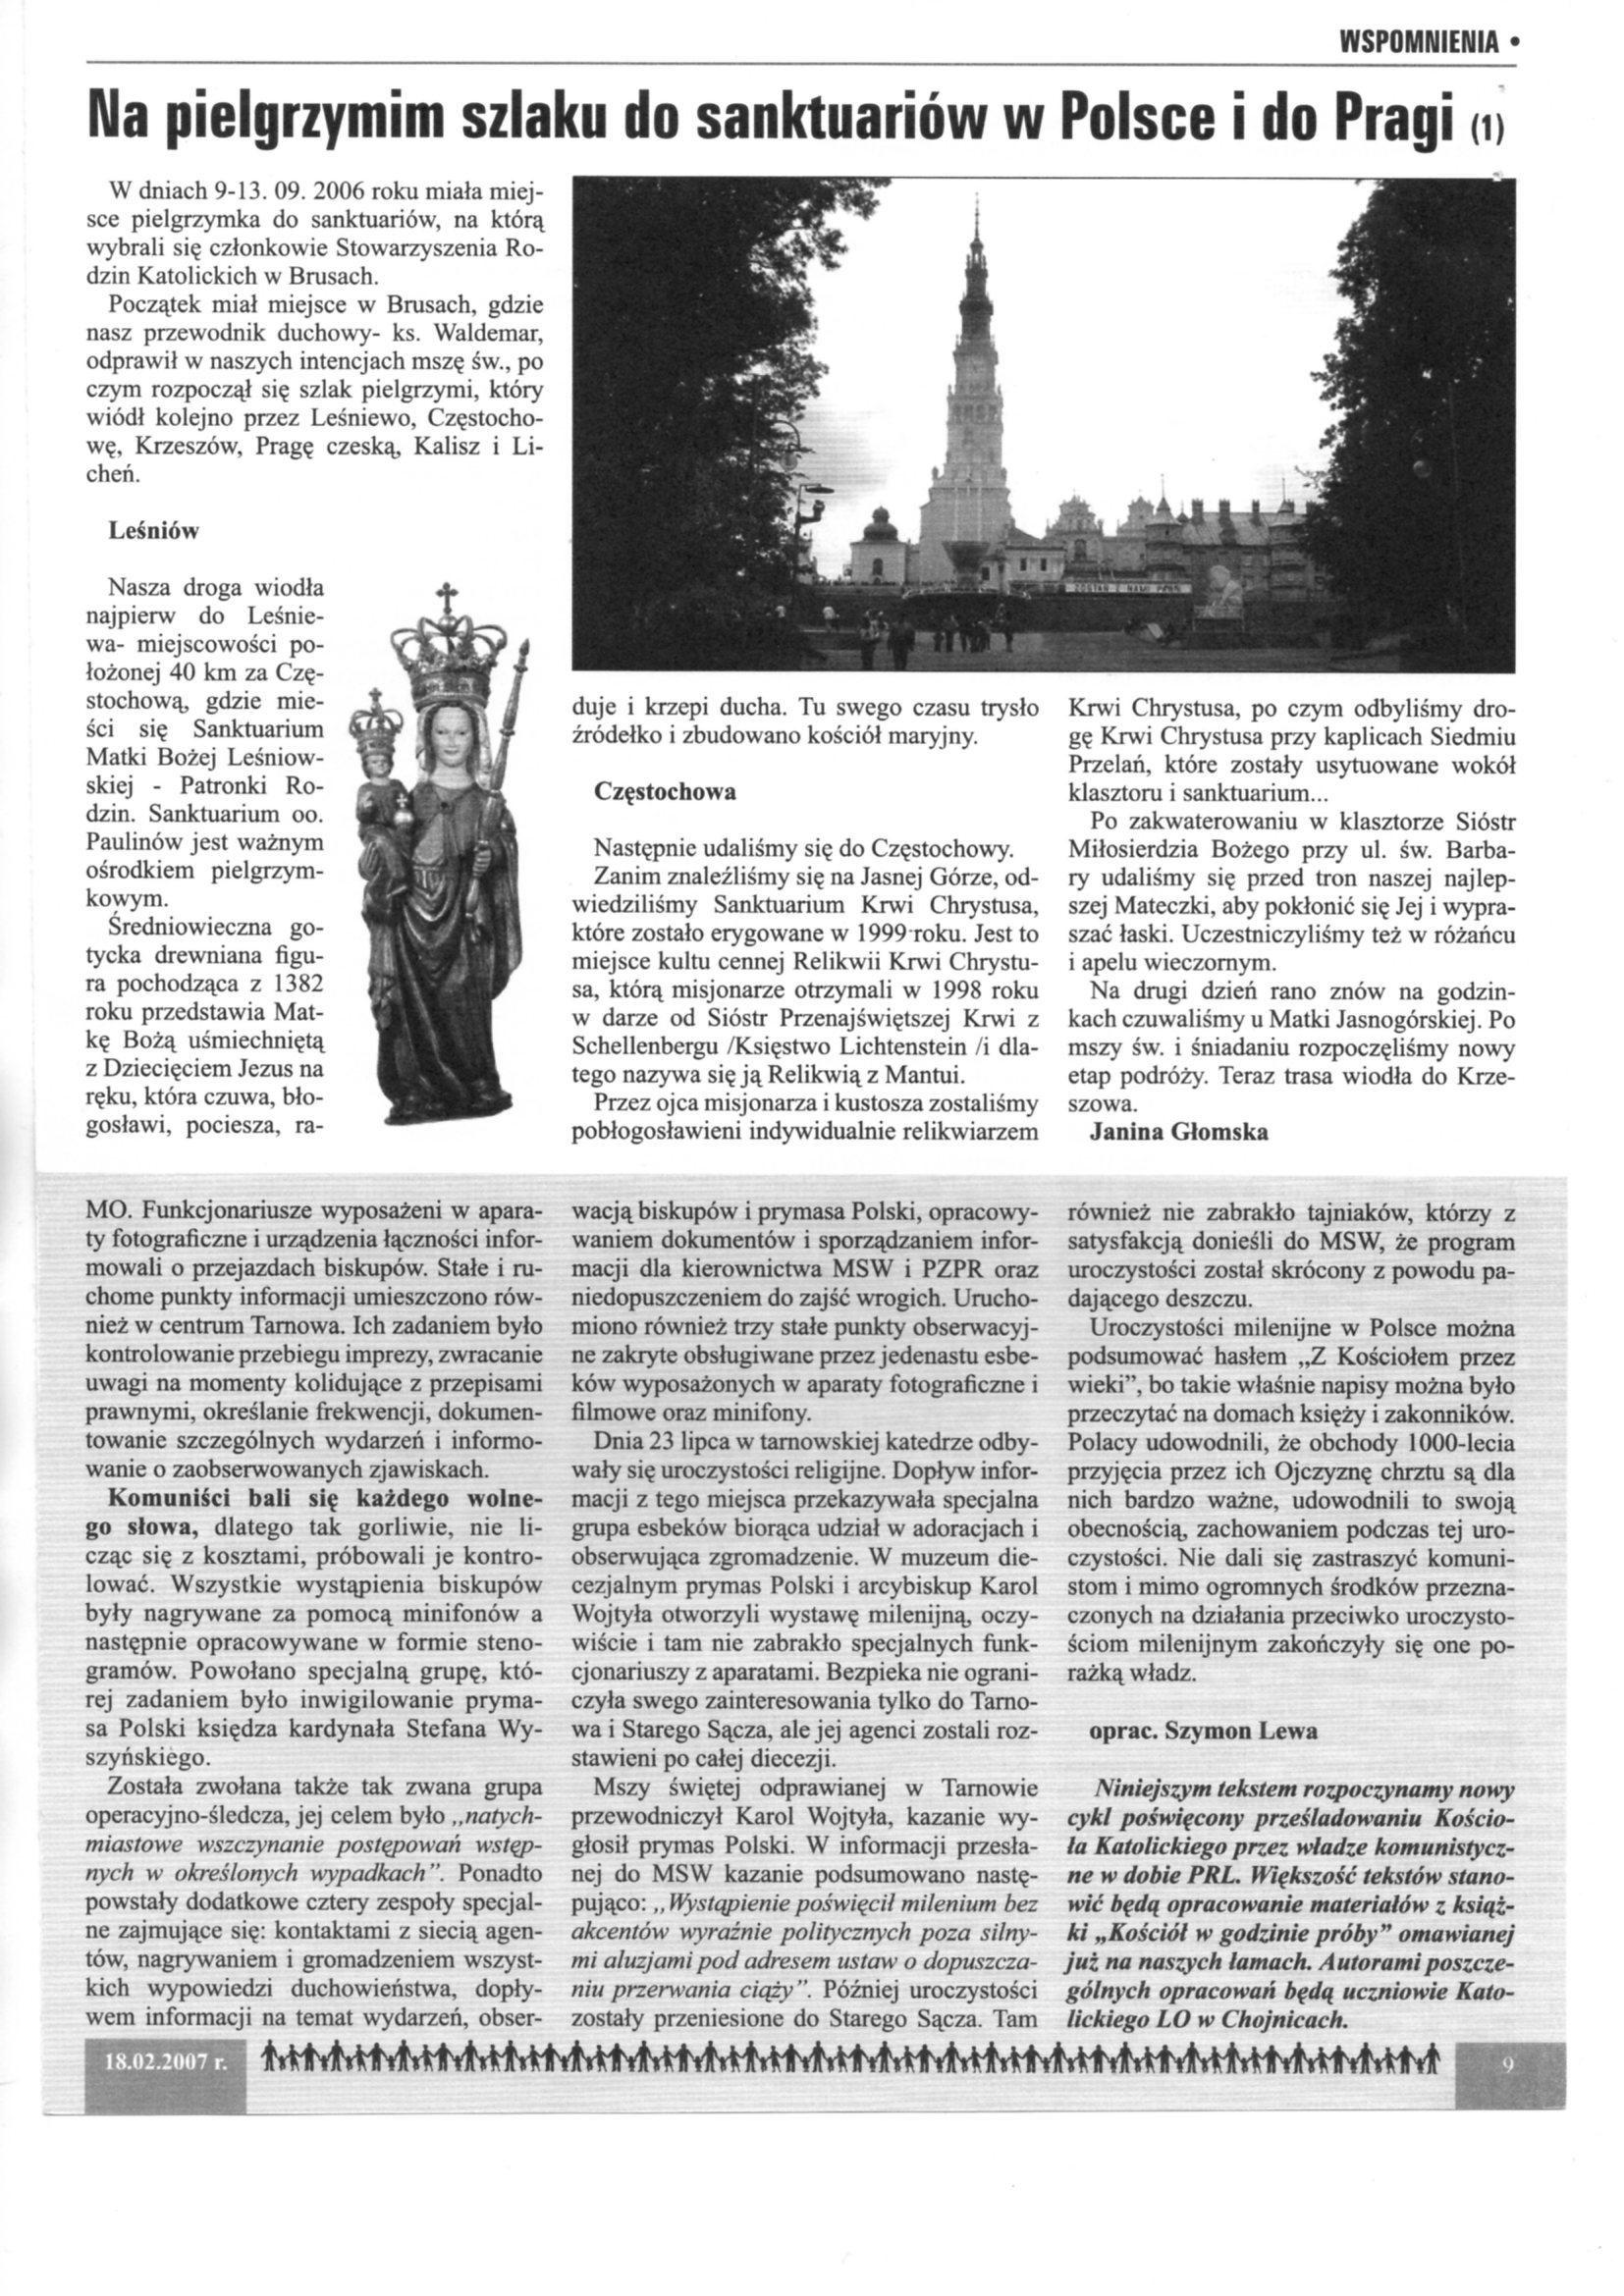 WSPOMNIENIA •
Na pielgrzymim szlaku do sanktuariów w Polsce i do Pragi (1)
W dniach 9-13. 09. 2006 roku miała miej-
sce pielgrzymka do sanktuariów, na którą
wybrali się członkowie Stowarzyszenia Ro-
dzin Katolickich w Brusach.
Początek miał miejsce w Brusach, gdzie
nasz przewodnik duchowy- ks. Waldemar,
odprawił w naszych intencjach mszę św., po
czym rozpoczął się szlak pielgrzymi, który
wiódł kolejno przez Leśniewo, Częstocho-
wę, Krzeszów, Pragę czeską, Kalisz i Li-
cheń.
Leśniów
Nasza droga wiodła
najpierw do Leśnie-
wa- miejscowości po-
łożonej 40 km za Czę-
stochową, gdzie mie-
ści się Sanktuarium
Matki Bożej Leśniow-
skiej - Patronki Ro-
dzin. Sanktuarium oo.
Paulinów jest ważnym
ośrodkiem pielgrzym-
kowym.
Średniowieczna go-
tycka drewniana figu-
ra pochodząca z 1382
roku przedstawia Mat-
kę Bożą uśmiechniętą
z Dziecięciem Jezus na
ręku, która czuwa, bło-
gosławi, pociesza, ra-
ZOSTAŃ Z NAMI PANIE
duje i krzepi ducha. Tu swego czasu trysło
źródełko i zbudowano kościół maryjny.
Częstochowa
Następnie udaliśmy się do Częstochowy.
Zanim znaleźliśmy się na Jasnej Górze, od-
wiedziliśmy Sanktuarium Krwi Chrystusa,
które zostało erygowane w 1999 roku. Jest to
miejsce kultu cennej Relikwii Krwi Chrystu-
sa, którą misjonarze otrzymali w 1998 roku
w darze od Sióstr Przenajświętszej Krwi z
Schellenbergu /Księstwo Lichtenstein /i dla-
tego nazywa się ją Relikwią z Mantui.
Przez ojca misjonarza i kustosza zostaliśmy
pobłogosławieni indywidualnie relikwiarzem
Krwi Chrystusa, po czym odbyliśmy dro-
gę Krwi Chrystusa przy kaplicach Siedmiu
Przelań, które zostały usytuowane wokół
klasztoru i sanktuarium...
Po zakwaterowaniu w klasztorze Sióstr
Miłosierdzia Bożego przy ul. św. Barba-
ry udaliśmy się przed tron naszej najlep-
szej Mateczki, aby pokłonić się Jej i wypra-
szać łaski. Uczestniczyliśmy też w różańcu
i apelu wieczornym.
Na drugi dzień rano znów na godzin-
kach czuwaliśmy u Matki Jasnogórskiej. Po
mszy św. i śniadaniu rozpoczęliśmy nowy
etap podróży. Teraz trasa wiodła do Krze-
szowa.
Janina Głomska
MO. Funkcjonariusze wyposażeni w apara-
ty fotograficzne i urządzenia łączności infor-
mowali o przejazdach biskupów. Stałe i ru-
chome punkty informacji umieszczono rów-
nież w centrum Tarnowa. Ich zadaniem było
kontrolowanie przebiegu imprezy, zwracanie
uwagi na momenty kolidujące z przepisami
prawnymi, określanie frekwencji, dokumen-
towanie szczególnych wydarzeń i informo-
wanie o zaobserwowanych zjawiskach.
Komuniści bali się każdego wolne-
go słowa, dlatego tak gorliwie, nie li-
cząc się z kosztami, próbowali je kontro-
lować. Wszystkie wystąpienia biskupów
były nagrywane za pomocą minifonów a
następnie opracowywane w formie steno-
gramów. Powołano specjalną grupę, któ-
rej zadaniem było inwigilowanie pryma-
sa Polski księdza kardynała Stefana Wy-
szyńskiego.
Została zwołana także tak zwana grupa
operacyjno-śledcza, jej celem było „natych-
miastowe wszczynanie postępowań wstęp-
nych w określonych wypadkach”. Ponadto
powstały dodatkowe cztery zespoły specjal-
ne zajmujące się: kontaktami z siecią agen-
tów, nagrywaniem i gromadzeniem wszyst-
kich wypowiedzi duchowieństwa, dopły-
wem informacji na temat wydarzeń, obser-
wacją biskupów i prymasa Polski, opracowy-
waniem dokumentów i sporządzaniem infor-
macji dla kierownictwa MSW i PZPR oraz
niedopuszczeniem do zajść wrogich. Urucho-
miono również trzy stałe punkty obserwacyj-
ne zakryte obsługiwane przez jedenastu esbe-
ków wyposażonych w aparaty fotograficzne i
filmowe oraz minifony.
Dnia 23 lipca w tarnowskiej katedrze odby-
wały się uroczystości religijne. Dopływ infor-
macji z tego miejsca przekazywała specjalna
grupa esbeków biorąca udział w adoracjach i
obserwująca zgromadzenie. W muzeum die-
cezjalnym prymas Polski i arcybiskup Karol
Wojtyła otworzyli wystawę milenijną, oczy-
wiście i tam nie zabrakło specjalnych funk-
cjonariuszy z aparatami. Bezpieka nie ograni-
czyła swego zainteresowania tylko do Tarno-
wa i Starego Sącza, ale jej agenci zostali roz-
stawieni po całej diecezji.
Mszy świętej odprawianej w Tarnowie
przewodniczył Karol Wojtyła, kazanie wy-
głosił prymas Polski. W informacji przesła-
nej do MSW kazanie podsumowano nastę-
pująco: „Wystąpienie poświęcił milenium bez
akcentów wyraźnie politycznych poza silny-
mi aluzjami pod adresem ustaw o dopuszcza-
niu przerwania ciąży”. Później uroczystości
zostały przeniesione do Starego Sącza. Tam
również nie zabrakło tajniaków, którzy z
satysfakcją donieśli do MSW, że program
uroczystości został skrócony z powodu pa-
dającego deszczu.
Uroczystości milenijne w Polsce można
podsumować hasłem „Z Kościołem przez
wieki”, bo takie właśnie napisy można było
przeczytać na domach księży i zakonników.
Polacy udowodnili, że obchody 1000-lecia
przyjęcia przez ich Ojczyznę chrztu są dla
nich bardzo ważne, udowodnili to swoją
obecnością, zachowaniem podczas tej uro-
czystości. Nie dali się zastraszyć komuni-
stom i mimo ogromnych środków przezna-
czonych na działania przeciwko uroczysto-
ściom milenijnym zakończyły się one po-
rażką władz.
oprac. Szymon Lewa
Niniejszym tekstem rozpoczynamy nowy
cykl poświęcony prześladowaniu Kościo-
ła Katolickiego przez władze komunistycz-
ne w dobie PRL. Większość tekstów stano-
wić będą opracowanie materiałów z książ-
ki „Kościół w godzinie próby” omawianej
już na naszych łamach. Autorami poszcze-
gólnych opracowań będą uczniowie Kato-
lickiego LO w Chojnicach.
18.02.2007 r.
9